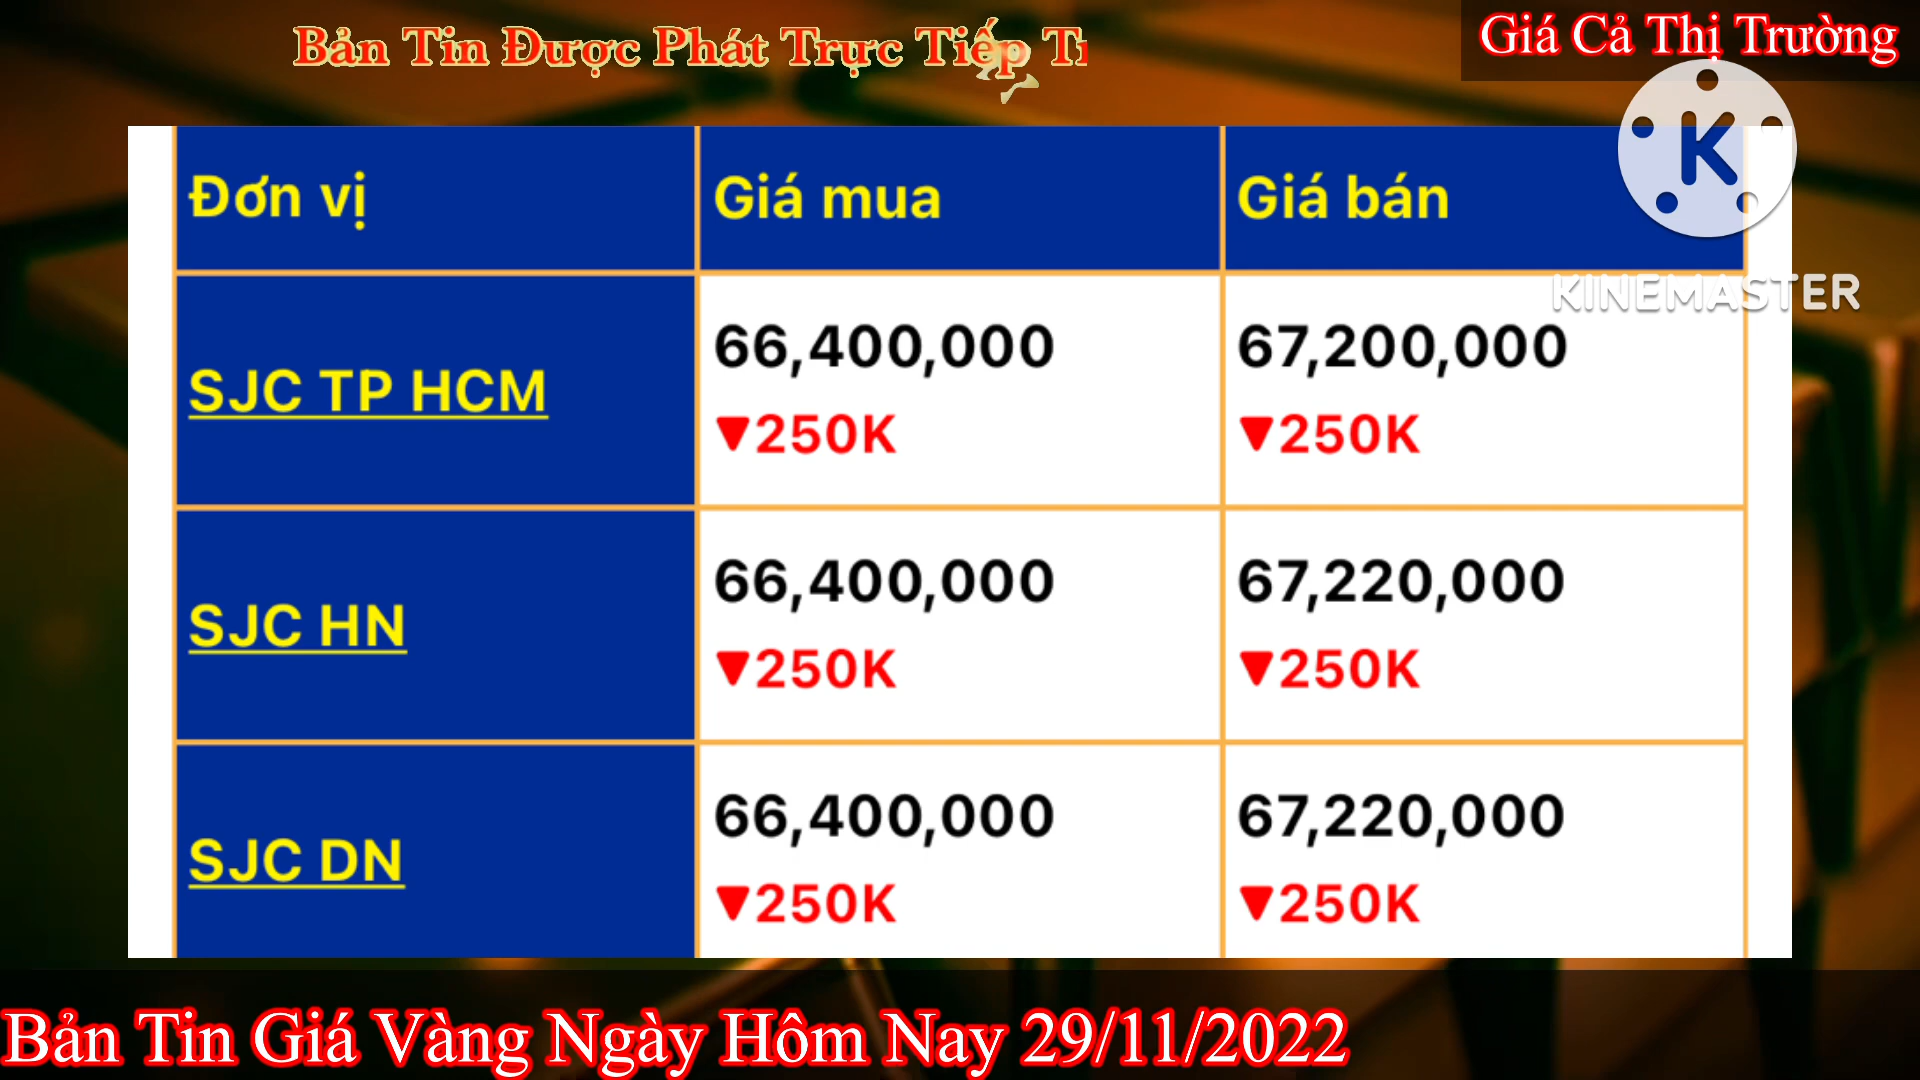 Bản Tin Được Phát Trực Tiếp
Giá Cả Thị Trường
K
KINEMASTER
Đơn vị Giá mua Giá bán
SJC TP HCM 66,400,000 67,200,000
▼250K ▼250K
SJC HN 66,400,000 67,220,000
▼250K ▼250K
SJC DN 66,400,000 67,220,000
▼250K ▼250K
Bản Tin Giá Vàng Ngày Hôm Nay 29/11/2022